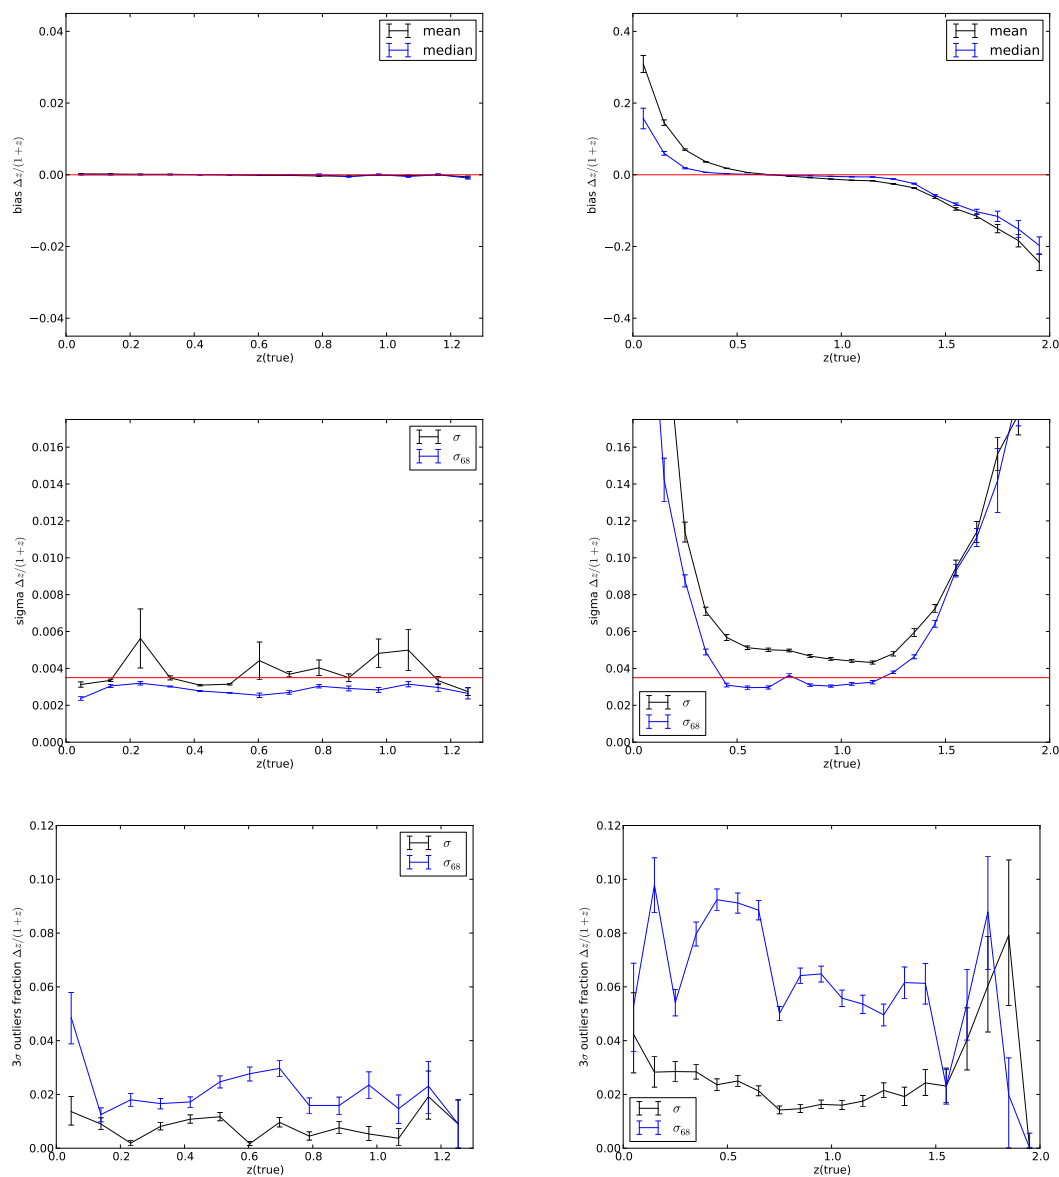 0.04
0.02
0.00
−0.02
−0.04
bias Δz/(1+z)
mean
median
0.0 0.2 0.4 0.6 0.8 1.0 1.2
z(true)
0.4
0.2
0.0
−0.2
−0.4
bias Δz/(1+z)
mean
median
0.0 0.5 1.0 1.5 2.0
z(true)
0.016
0.014
0.012
0.010
0.008
0.006
0.004
0.002
0.000
sigma Δz/(1+z)
σ
σ68
0.0 0.2 0.4 0.6 0.8 1.0 1.2
z(true)
0.16
0.14
0.12
0.10
0.08
0.06
0.04
0.02
0.00
sigma Δz/(1+z)
σ
σ68
0.0 0.5 1.0 1.5 2.0
z(true)
0.12
0.10
0.08
0.06
0.04
0.02
0.00
3σ outliers fraction Δz/(1+z)
σ
σ68
0.0 0.2 0.4 0.6 0.8 1.0 1.2
z(true)
0.12
0.10
0.08
0.06
0.04
0.02
0.00
3σ outliers fraction Δz/(1+z)
σ
σ68
0.0 0.5 1.0 1.5 2.0
z(true)